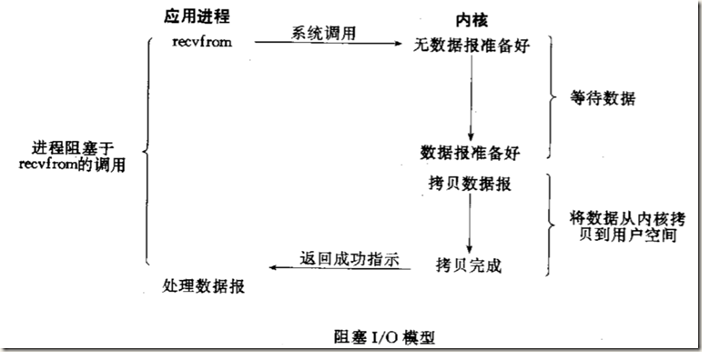 应用进程
内核
recvfrom
系统调用
无数据报准备好
等待数据
进程阻塞于
recvfrom的调用
数据报准备好
拷贝数据报
将数据从内核拷
贝到用户空间
返回成功指示
拷贝完成
处理数据报
阻塞 I/O 模型